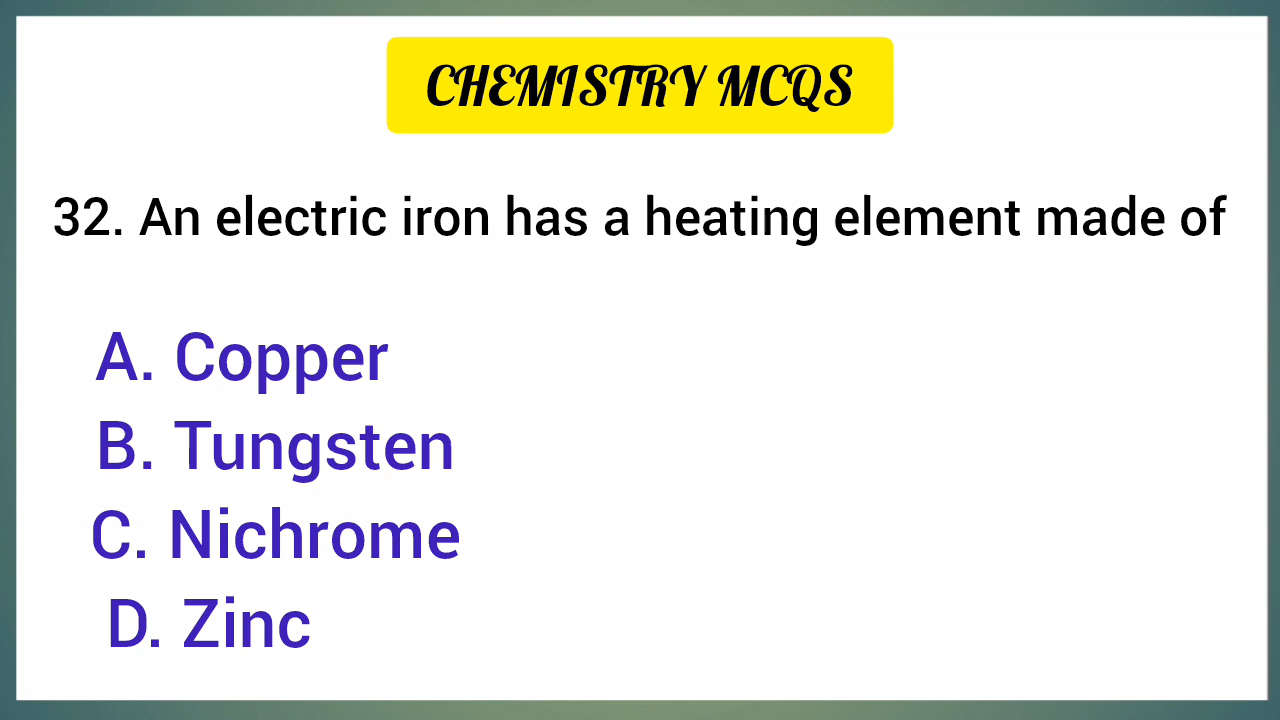 CHEMISTRY MCQS
32. An electric iron has a heating element made of
A. Copper
B. Tungsten
C. Nichrome
D. Zinc